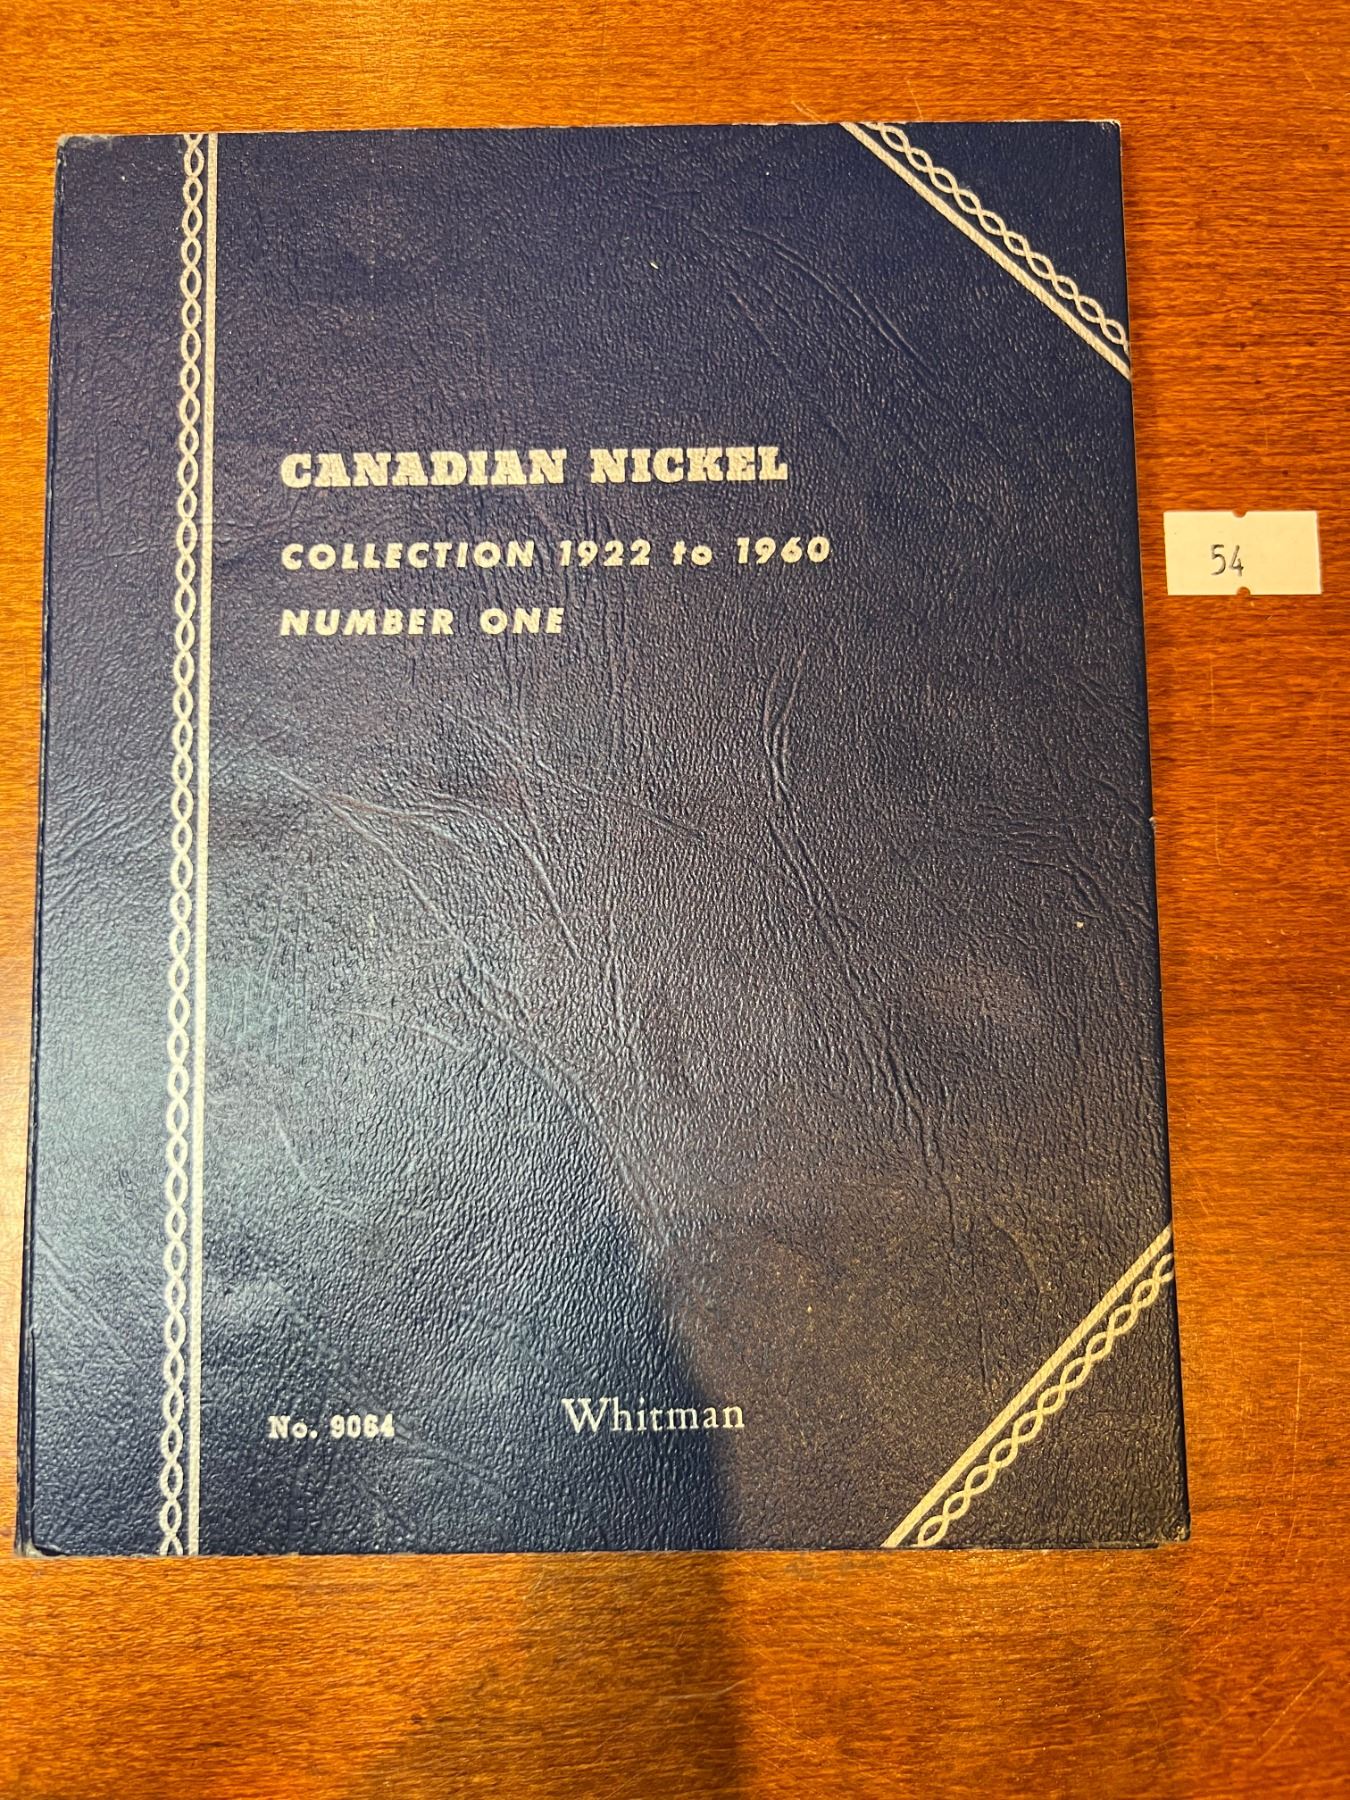 CANADIAN NICKEL
COLLECTION 1922 to 1960
NUMBER ONE
54
No. 9064
Whitman